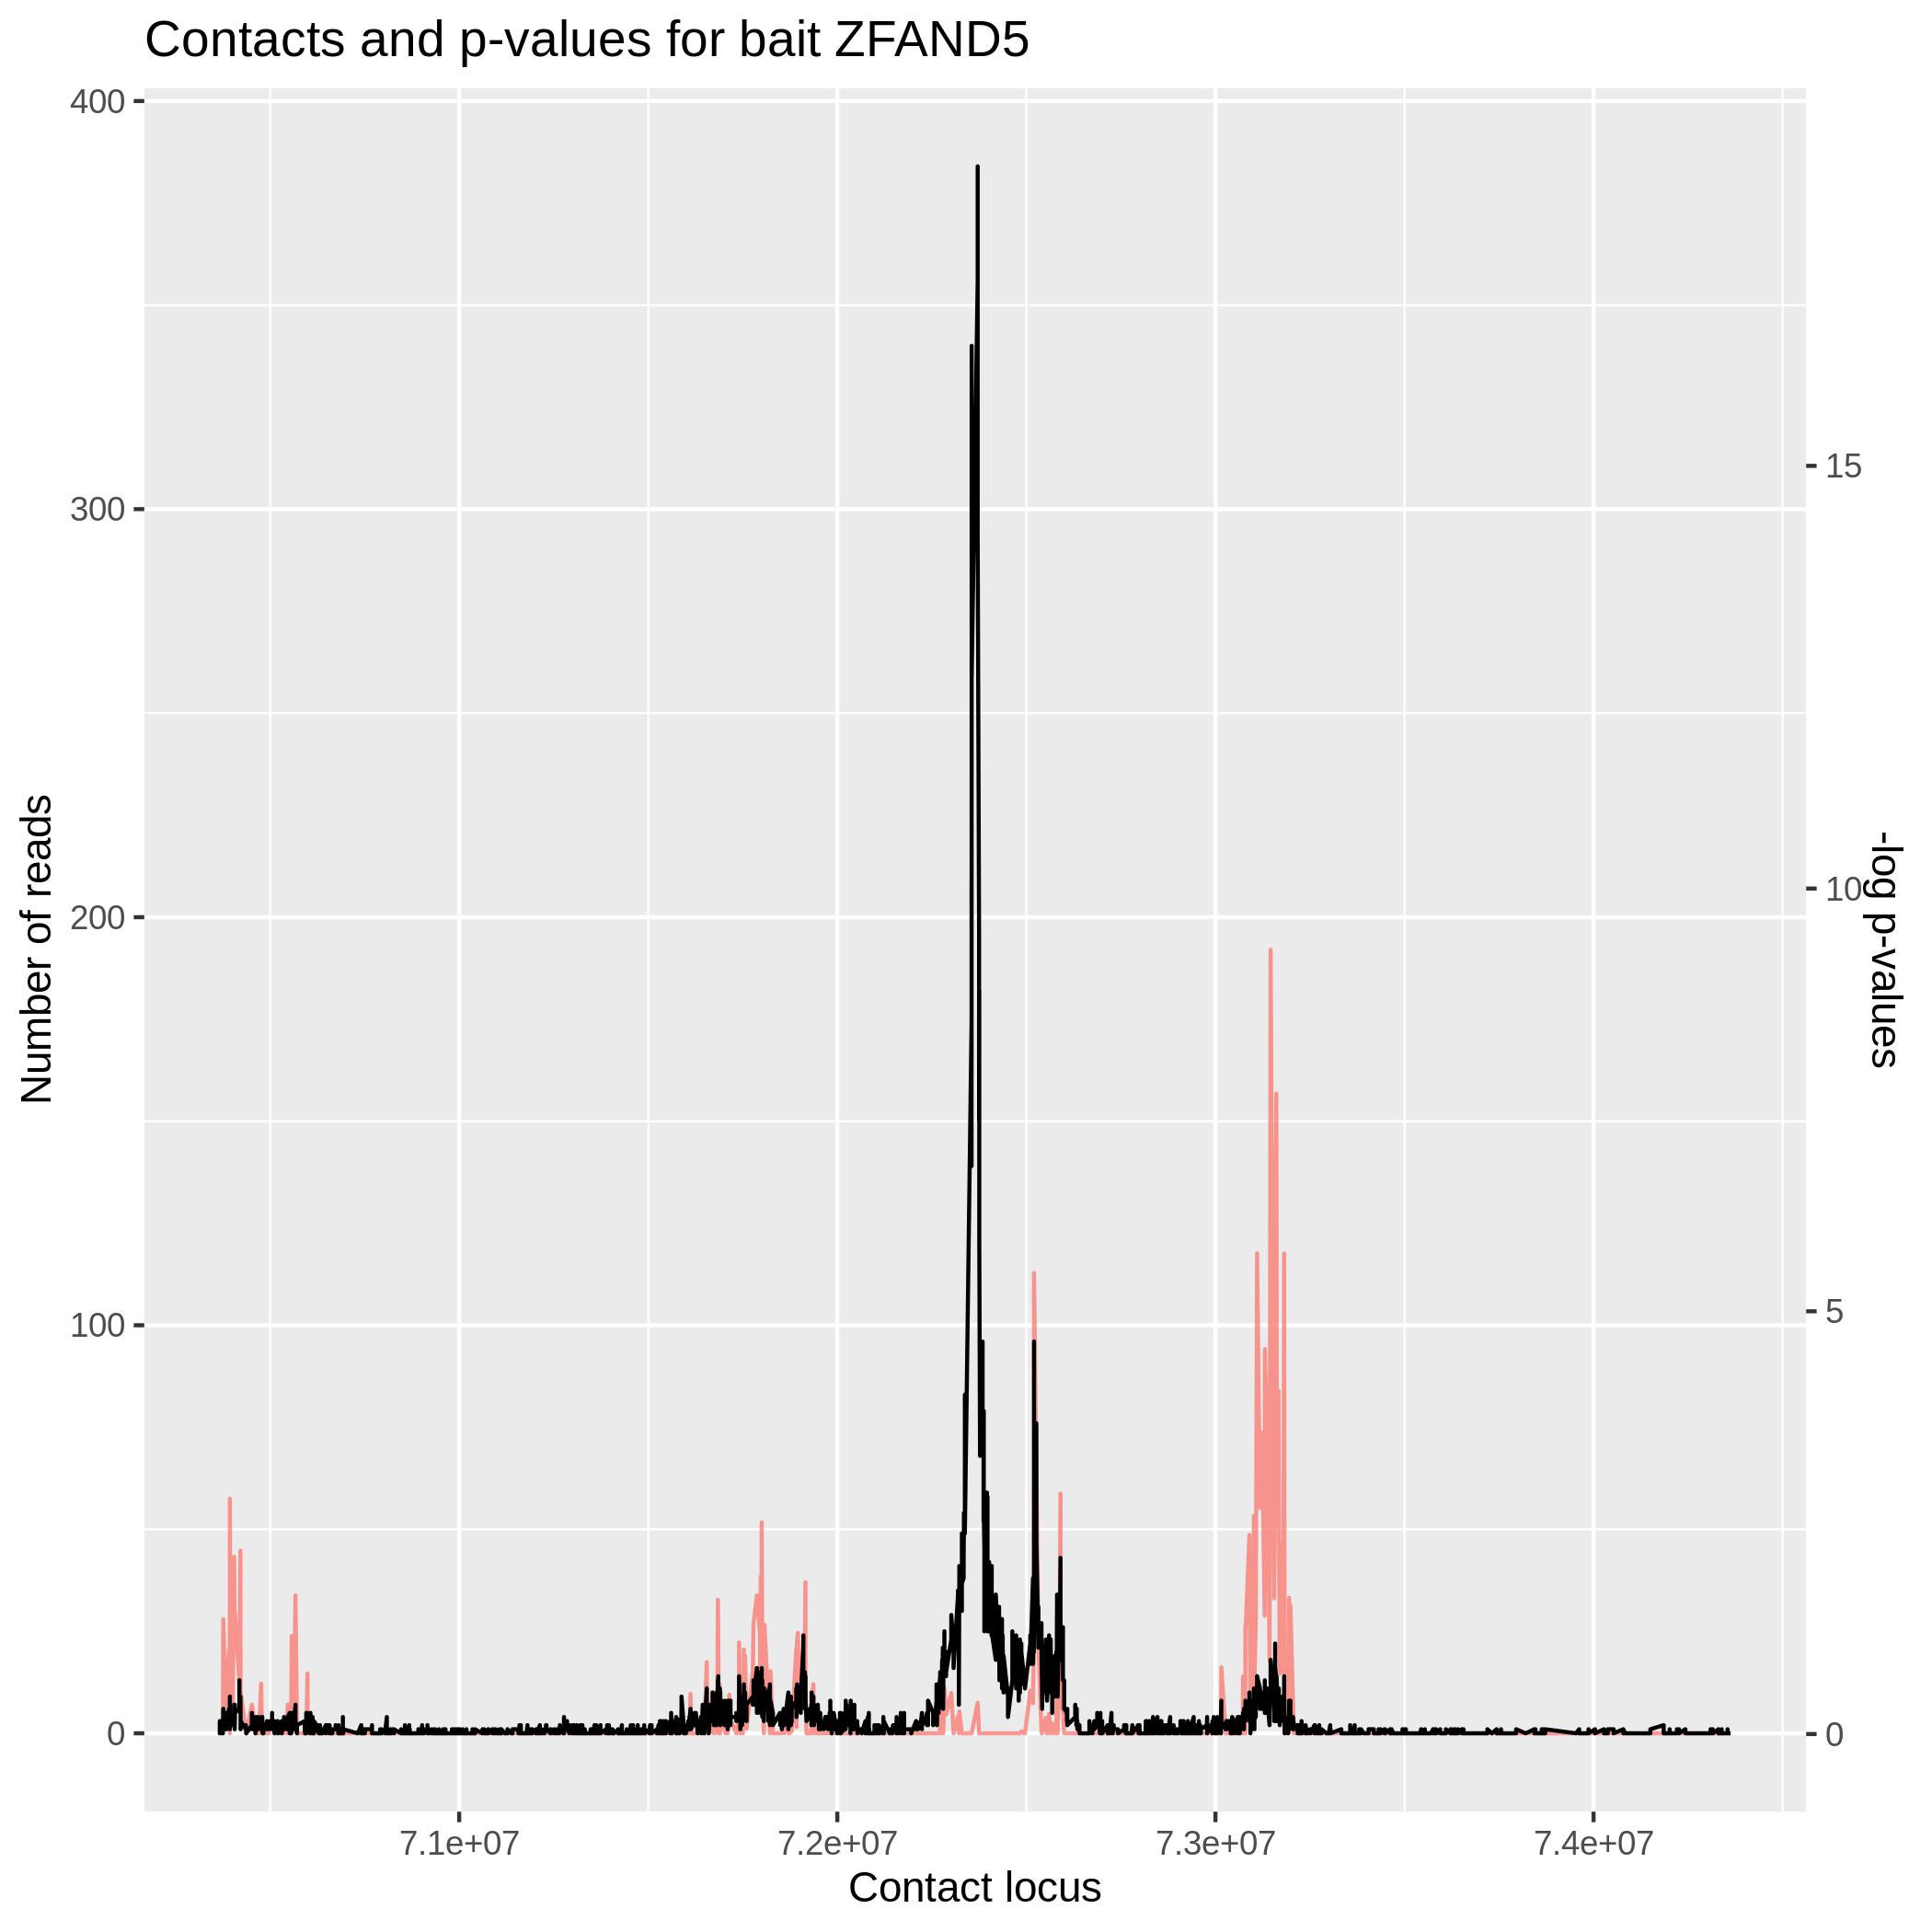 Contacts and p-values for bait ZFAND5
400
300
200
100
0
Number of reads
15
10
5
0
-log p-values
7.1e+07
7.2e+07
7.3e+07
7.4e+07
Contact locus